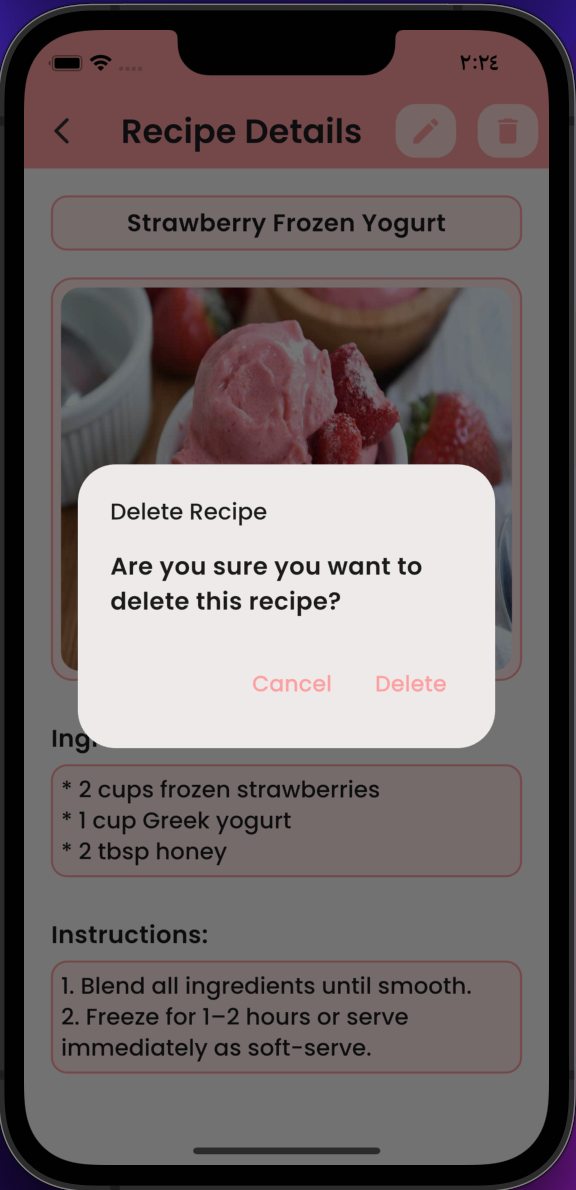 ٢:٢٤
Recipe Details
Strawberry Frozen Yogurt
Delete Recipe
Are you sure you want to
delete this recipe?
Cancel Delete
Ing
* 2 cups frozen strawberries
* 1 cup Greek yogurt
* 2 tbsp honey
Instructions:
1. Blend all ingredients until smooth.
2. Freeze for 1–2 hours or serve
immediately as soft-serve.